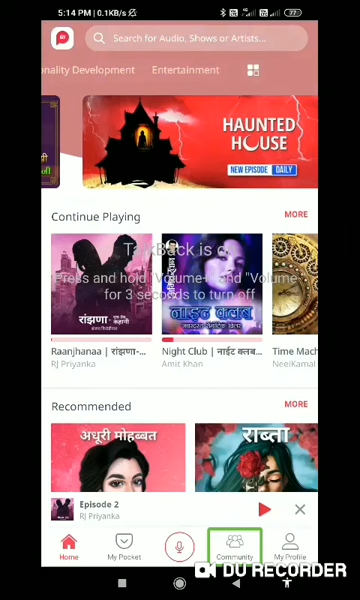 5:14 PM | 0.1KB/s
77
Search for Audio, Shows or Artists...
onality Development
Entertainment
HAUNTED
HOUSE
NEW EPISODE DAILY
Continue Playing
MORE
TalkBack is
Press and hold "Volume+" and "Volume-"
for 3 seconds to turn off
रांझणा
नाईट क्लब
Raanjhanaa | रांझणा-...
RJ Priyanka
Night Club | नाईट क्लब...
Amit Khan
Time Mach
NeelKamal
Recommended
MORE
अधूरी मोहब्बत
राब्ता
Episode 2
RJ Priyanka
Home
My Pocket
Community
My Profile
DU RECORDER